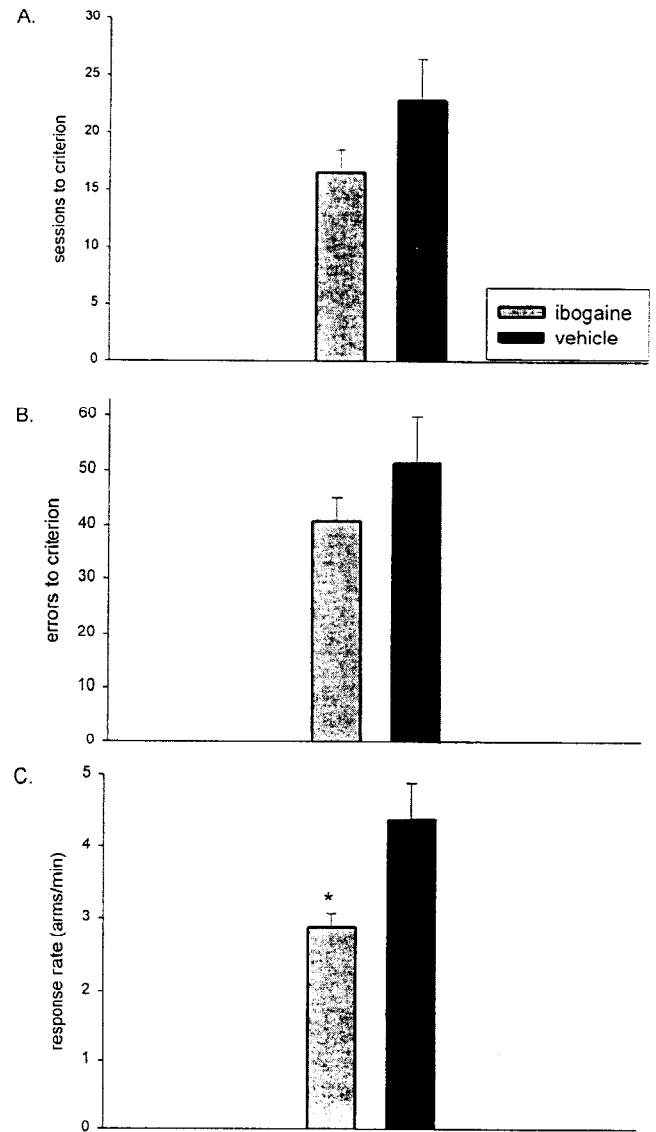 A.
sessions to criterion
30
25
20
15
10
5
0
ibogaine
vehicle
B.
errors to criterion
60
50
40
30
20
10
0
C.
response rate (arms/min)
5
4
3
2
1
0
*